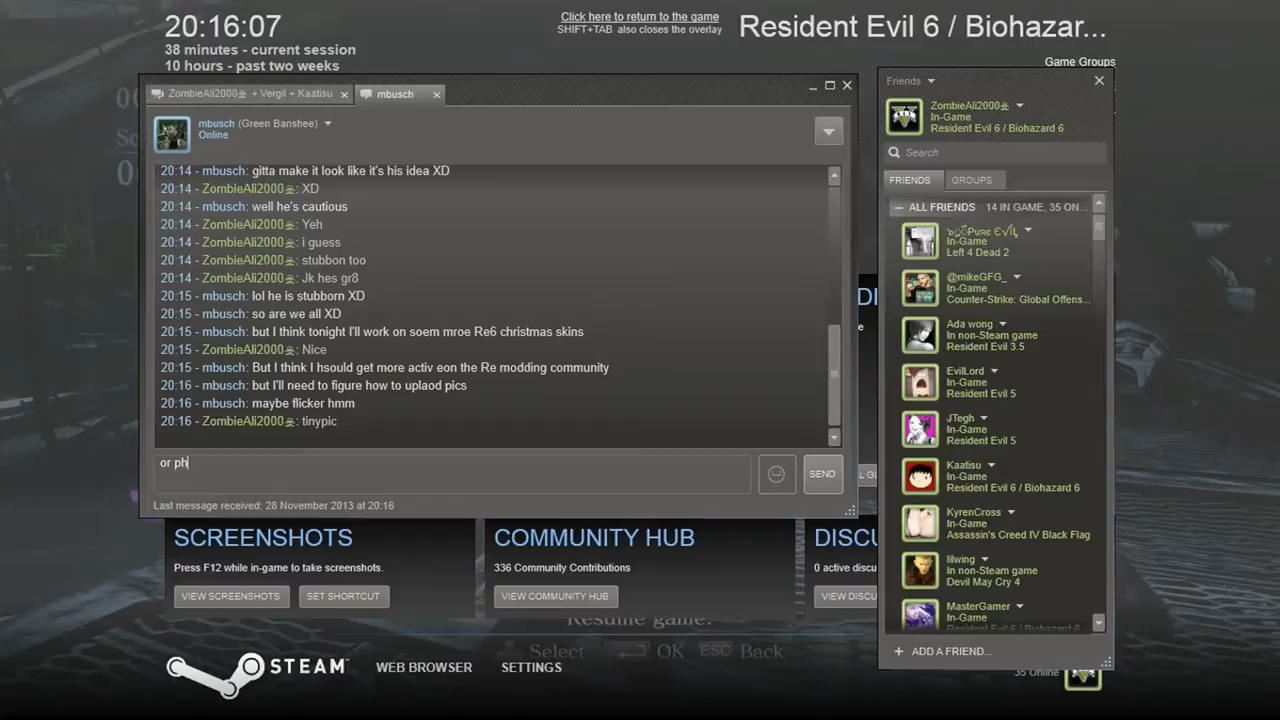 20:16:07
38 minutes - current session
10 hours - past two weeks
Click here to return to the game
SHIFT+TAB also closes the overlay
Resident Evil 6 / Biohazar...
Game Groups
ZombieAli2000☠ + Vergil + Kaatisu
mbusch
mbusch (Green Banshee)
Online
20:14 - mbusch: gitta make it look like it's his idea XD
20:14 - ZombieAli2000☠: XD
20:14 - mbusch: well he's cautious
20:14 - ZombieAli2000☠: Yeh
20:14 - ZombieAli2000☠: i guess
20:14 - ZombieAli2000☠: stubbon too
20:14 - ZombieAli2000☠: Jk hes gr8
20:15 - mbusch: lol he is stubborn XD
20:15 - mbusch: so are we all XD
20:15 - mbusch: but I think tonight I'll work on soem mroe Re6 christmas skins
20:15 - ZombieAli2000☠: Nice
20:15 - mbusch: But I think I hsould get more activ eon the Re modding community
20:16 - mbusch: but I'll need to figure how to uplaod pics
20:16 - mbusch: maybe flicker hmm
20:16 - ZombieAli2000☠: tinypic
or ph
SEND
Last message received: 28 November 2013 at 20:16
Friends
ZombieAli2000☠
In-Game
Resident Evil 6 / Biohazard 6
Search
FRIENDS
GROUPS
ALL FRIENDS 14 IN GAME, 35 ON...
In-Game
Left 4 Dead 2
@mikeGFG_
In-Game
Counter-Strike: Global Offens...
Ada wong
In non-Steam game
Resident Evil 3.5
EvilLord
In-Game
Resident Evil 5
JTegh
In-Game
Resident Evil 5
Kaatisu
In-Game
Resident Evil 6 / Biohazard 6
KyrenCross
In-Game
Assassin's Creed IV Black Flag
lilwing
In non-Steam game
Devil May Cry 4
MasterGamer
In-Game
Resident Evil 6 / Biohazard 6
ADD A FRIEND...
35 Online
SCREENSHOTS
Press F12 while in-game to take screenshots.
VIEW SCREENSHOTS
SET SHORTCUT
COMMUNITY HUB
336 Community Contributions
VIEW COMMUNITY HUB
DISCU
0 active discu
VIEW DISCU
Resume game?
Select
OK
ESC Back
STEAM
WEB BROWSER
SETTINGS